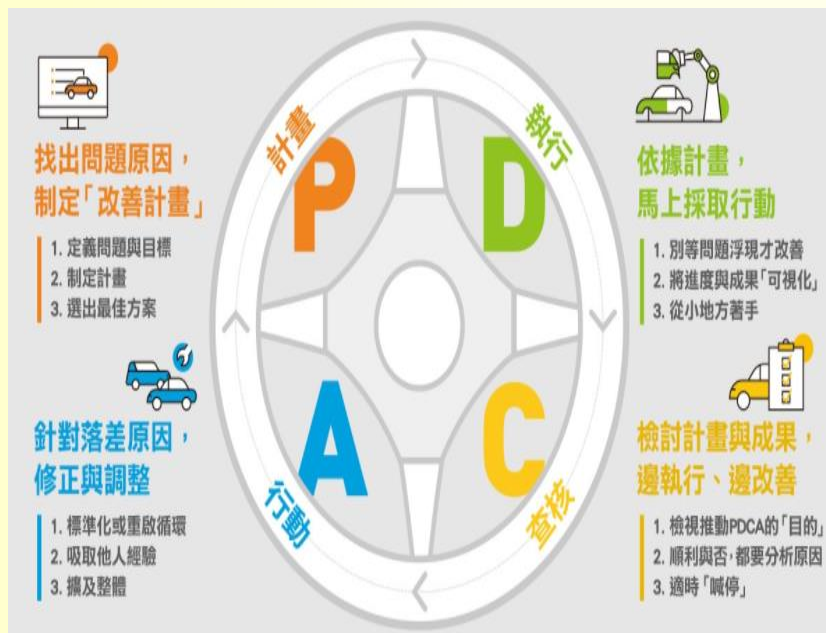 計畫
P
找出問題原因，
制定「改善計畫」
1. 定義問題與目標
2. 制定計畫
3. 選出最佳方案
執行
D
依據計畫，
馬上採取行動
1. 別等問題浮現才改善
2. 將進度與成果「可視化」
3. 從小地方著手
查核
C
檢討計畫與成果，
邊執行、邊改善
1. 檢視推動PDCA的「目的」
2. 順利與否，都要分析原因
3. 適時「喊停」
行動
A
針對落差原因，
修正與調整
1. 標準化或重啟循環
2. 吸取他人經驗
3. 擴及整體